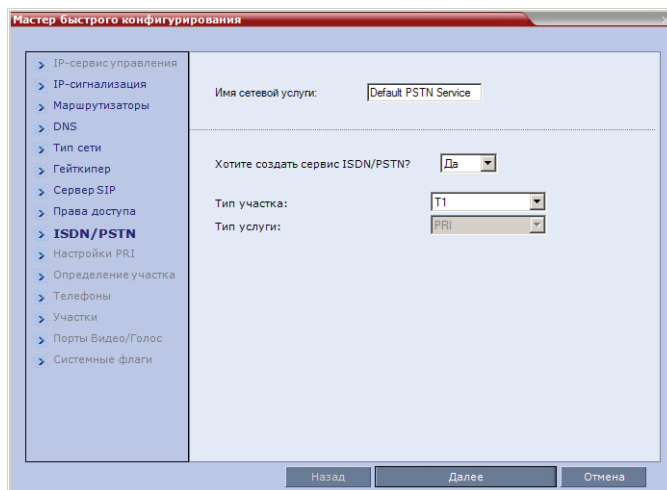 Мастер быстрого конфигурирования
IP-сервис управления
IP-сигнализация
Маршрутизаторы
DNS
Тип сети
Гейткипер
Сервер SIP
Права доступа
ISDN/PSTN
Настройки PRI
Определение участка
Телефоны
Участки
Порты Видео/Голос
Системные флаги
Имя сетевой услуги: Default PSTN Service
Хотите создать сервис ISDN/PSTN? Да
Тип участка: T1
Тип услуги: PRI
Назад Далее Отмена